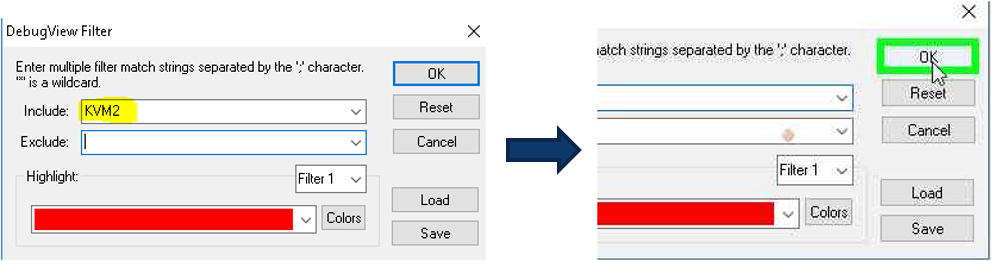 DebugView Filter
Enter multiple filter match strings separated by the ';' character.
'*' is a wildcard.
OK
Include: KVM2
Reset
Exclude:
Cancel
Highlight:
Filter 1
Colors
Load
Save
match strings separated by the ';' character.
OK
Reset
Cancel
Filter 1
Colors
Load
Save